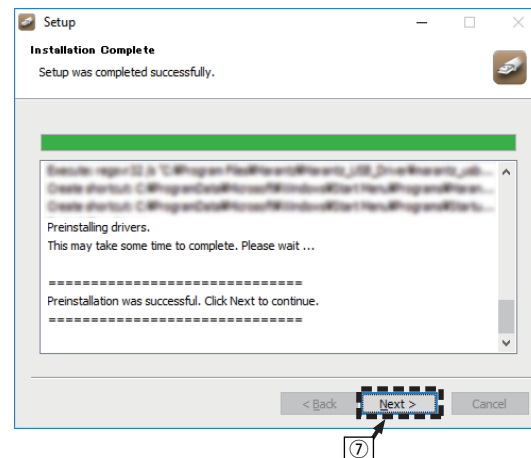 Setup
Installation Complete
Setup was completed successfully.
Preinstalling drivers.
This may take some time to complete. Please wait ...
==============================
Preinstallation was successful. Click Next to continue.
==============================
< Back Next > Cancel
⑦